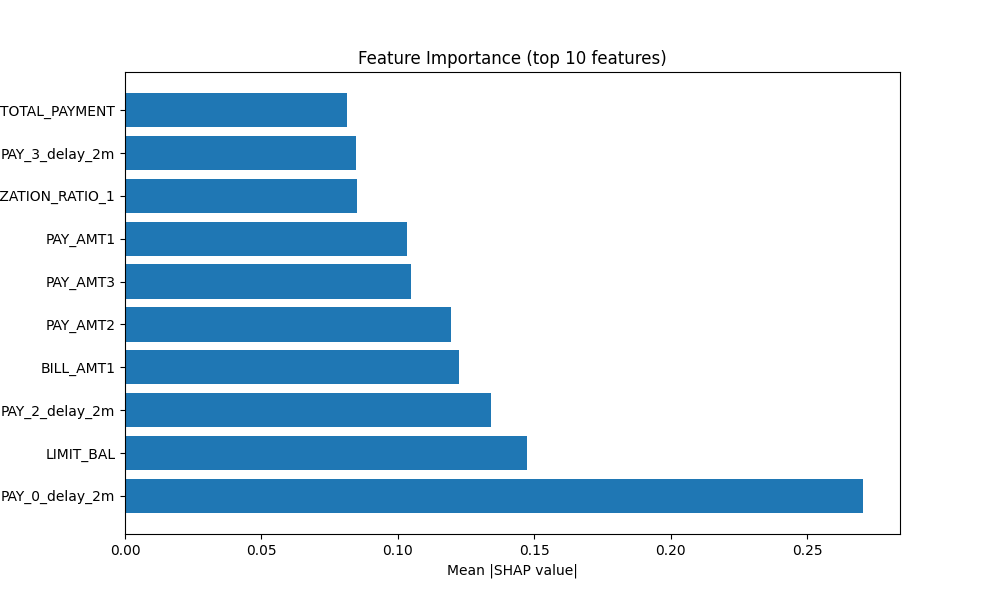 Feature Importance (top 10 features)
TOTAL_PAYMENT
PAY_3_delay_2m
ZATION_RATIO_1
PAY_AMT1
PAY_AMT3
PAY_AMT2
BILL_AMT1
PAY_2_delay_2m
LIMIT_BAL
PAY_0_delay_2m
0.00 0.05 0.10 0.15 0.20 0.25
Mean |SHAP value|